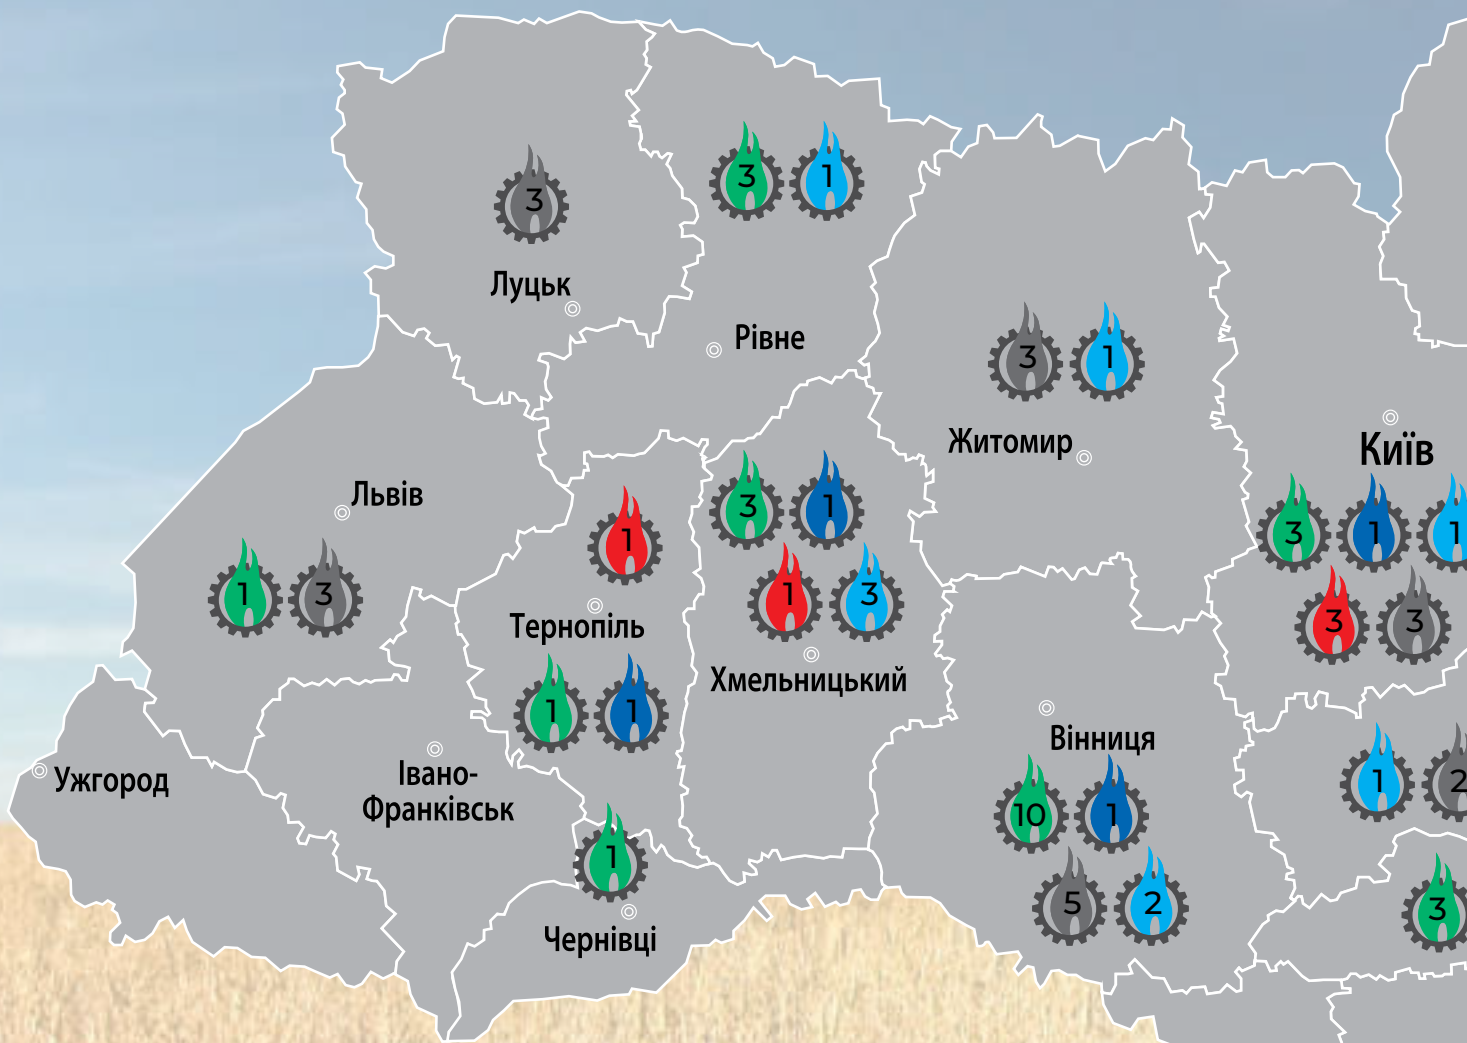 3 1
3
Луцьк
Рівне
3 1
Житомир
Київ
Львів
3 1
1
3 1 1
1 3
1 3
3 3
Тернопіль
Хмельницький
1 1
Вінниця
1 2
Ужгород
Івано-
Франківськ
10 1
1
5 2
3
Чернівці